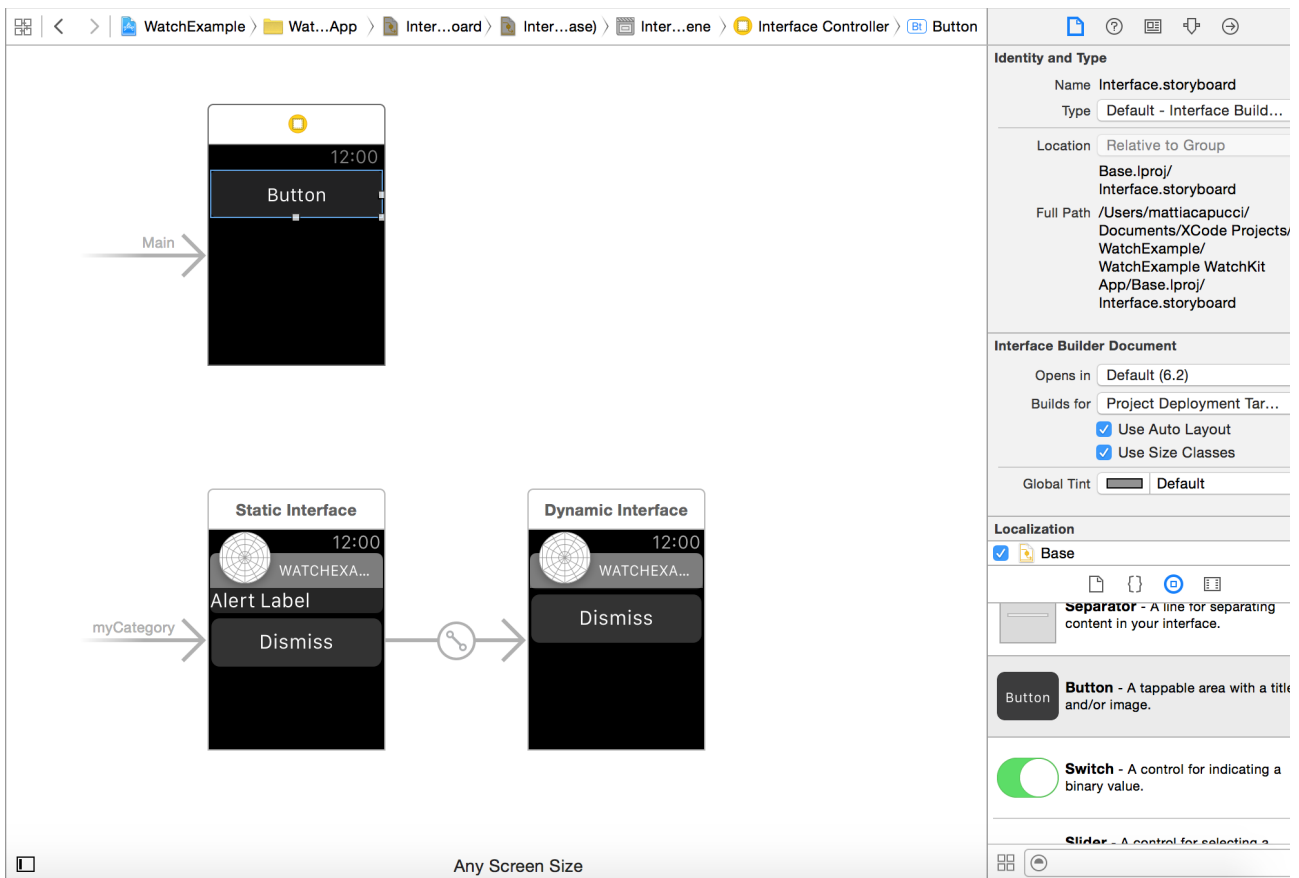 WatchExample Wat...App Inter...oard Inter...ase) Inter...ene Interface Controller Bt Button
12:00
Button
Main
Static Interface
12:00
WATCHEXA...
Alert Label
Dismiss
myCategory
Dynamic Interface
12:00
WATCHEXA...
Dismiss
Any Screen Size
Identity and Type
Name Interface.storyboard
Type Default - Interface Build...
Location Relative to Group
Base.lproj/
Interface.storyboard
Full Path /Users/mattiacapucci/
Documents/XCode Projects/
WatchExample/
WatchExample WatchKit
App/Base.lproj/
Interface.storyboard
Interface Builder Document
Opens in Default (6.2)
Builds for Project Deployment Tar...
Use Auto Layout
Use Size Classes
Global Tint Default
Localization
Base
Separator - A line for separating
content in your interface.
Button
Button - A tappable area with a title
and/or image.
Switch - A control for indicating a
binary value.
Slider - A control for selecting a